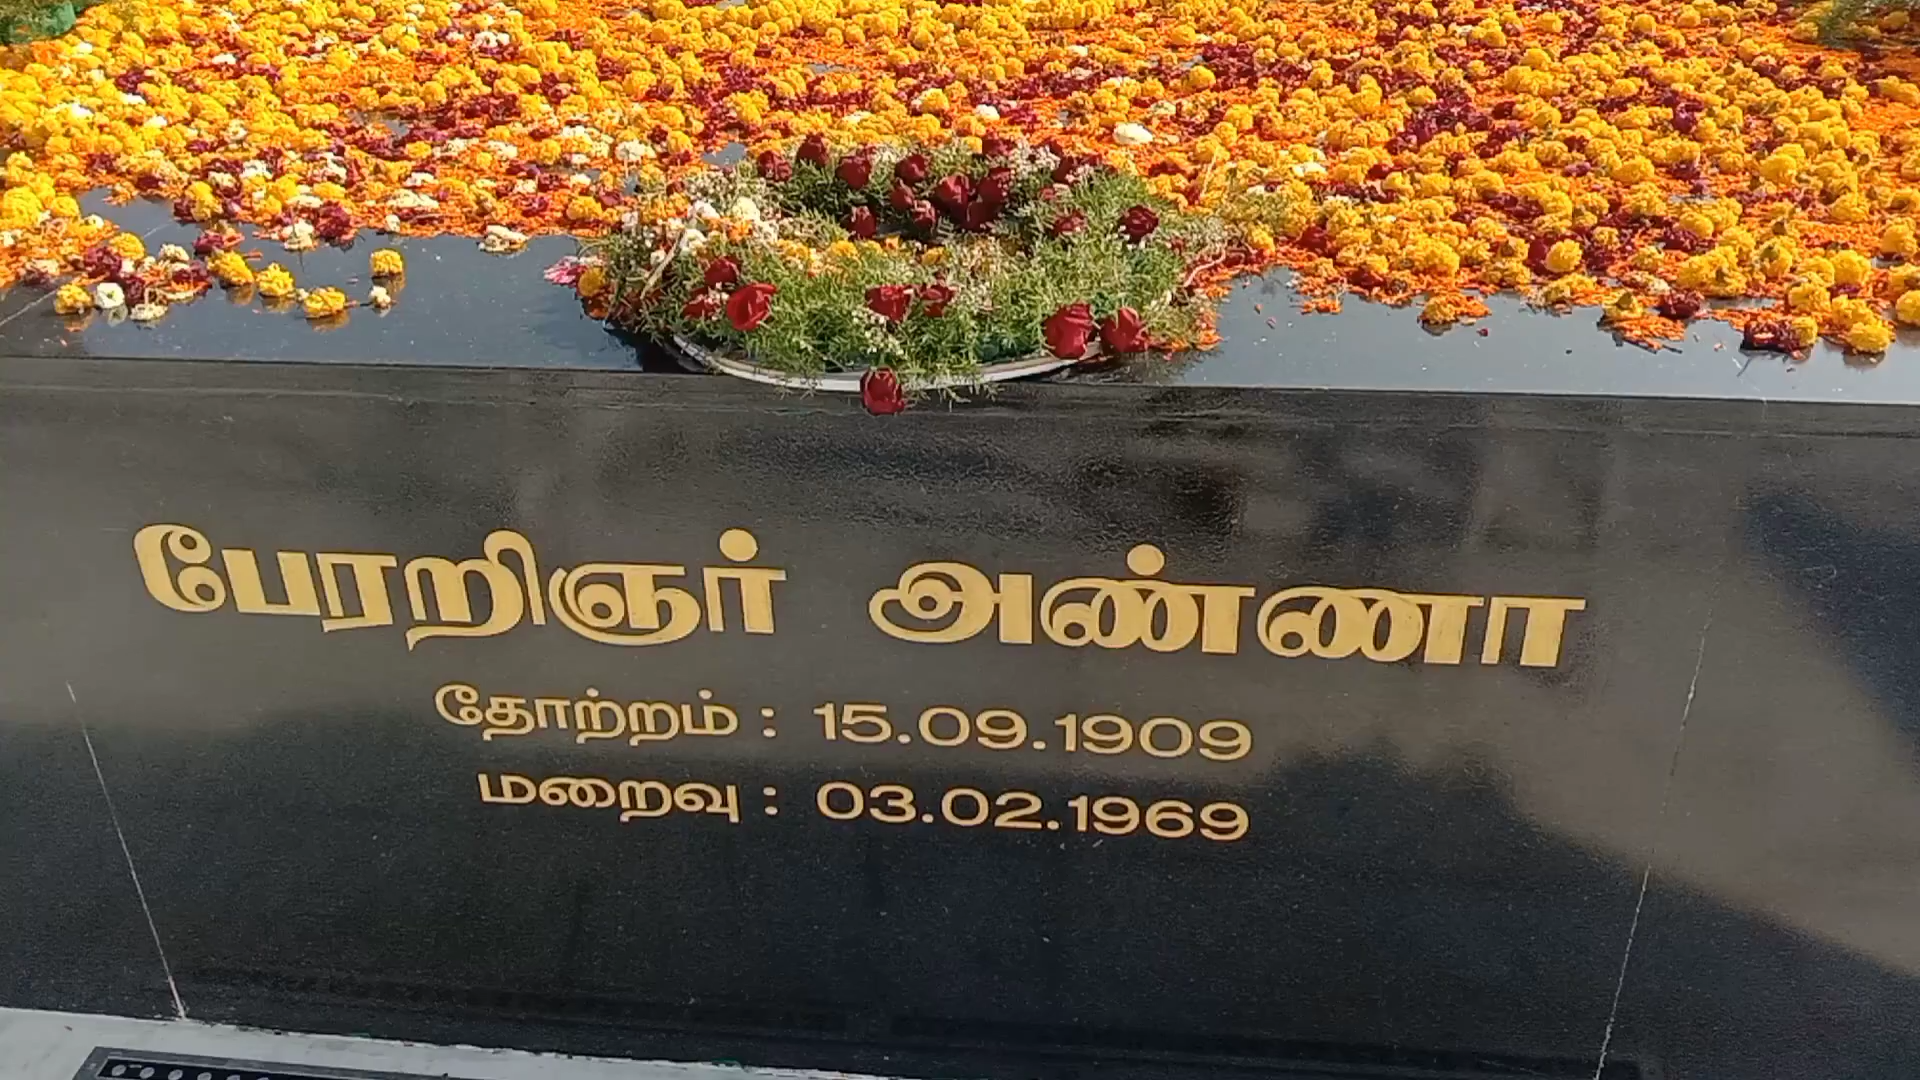 பேரறிஞர் அண்ணா
தோற்றம் : 15.09.1909
மறைவு : 03.02.1969